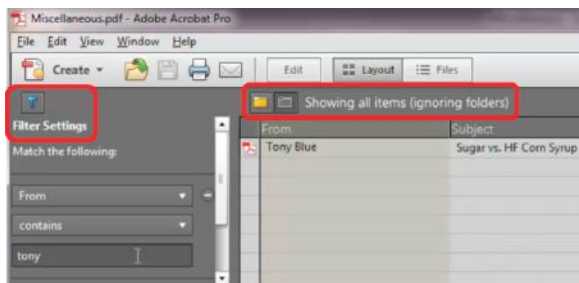 Miscellaneous.pdf - Adobe Acrobat Pro
File Edit View Window Help
Create Edit Layout Files
Showing all items (ignoring folders)
Filter Settings
From Subject
Match the following:
Tony Blue Sugar vs. HF Corn Syrup
From
contains
tony